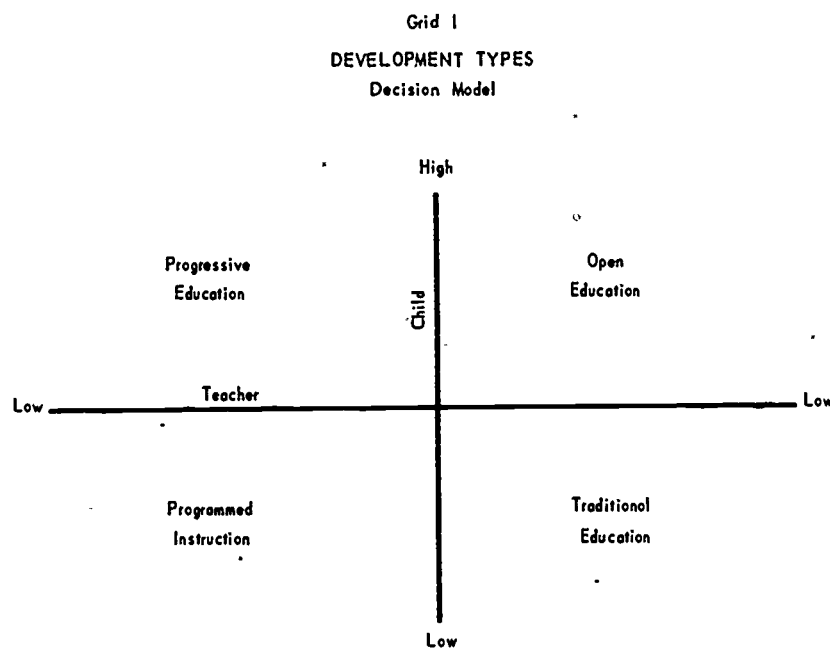 Grid 1
DEVELOPMENT TYPES
Decision Model
High
Progressive
Education
Open
Education
Child
Teacher
Low
Low
Programmed
Instruction
Traditional
Education
Low